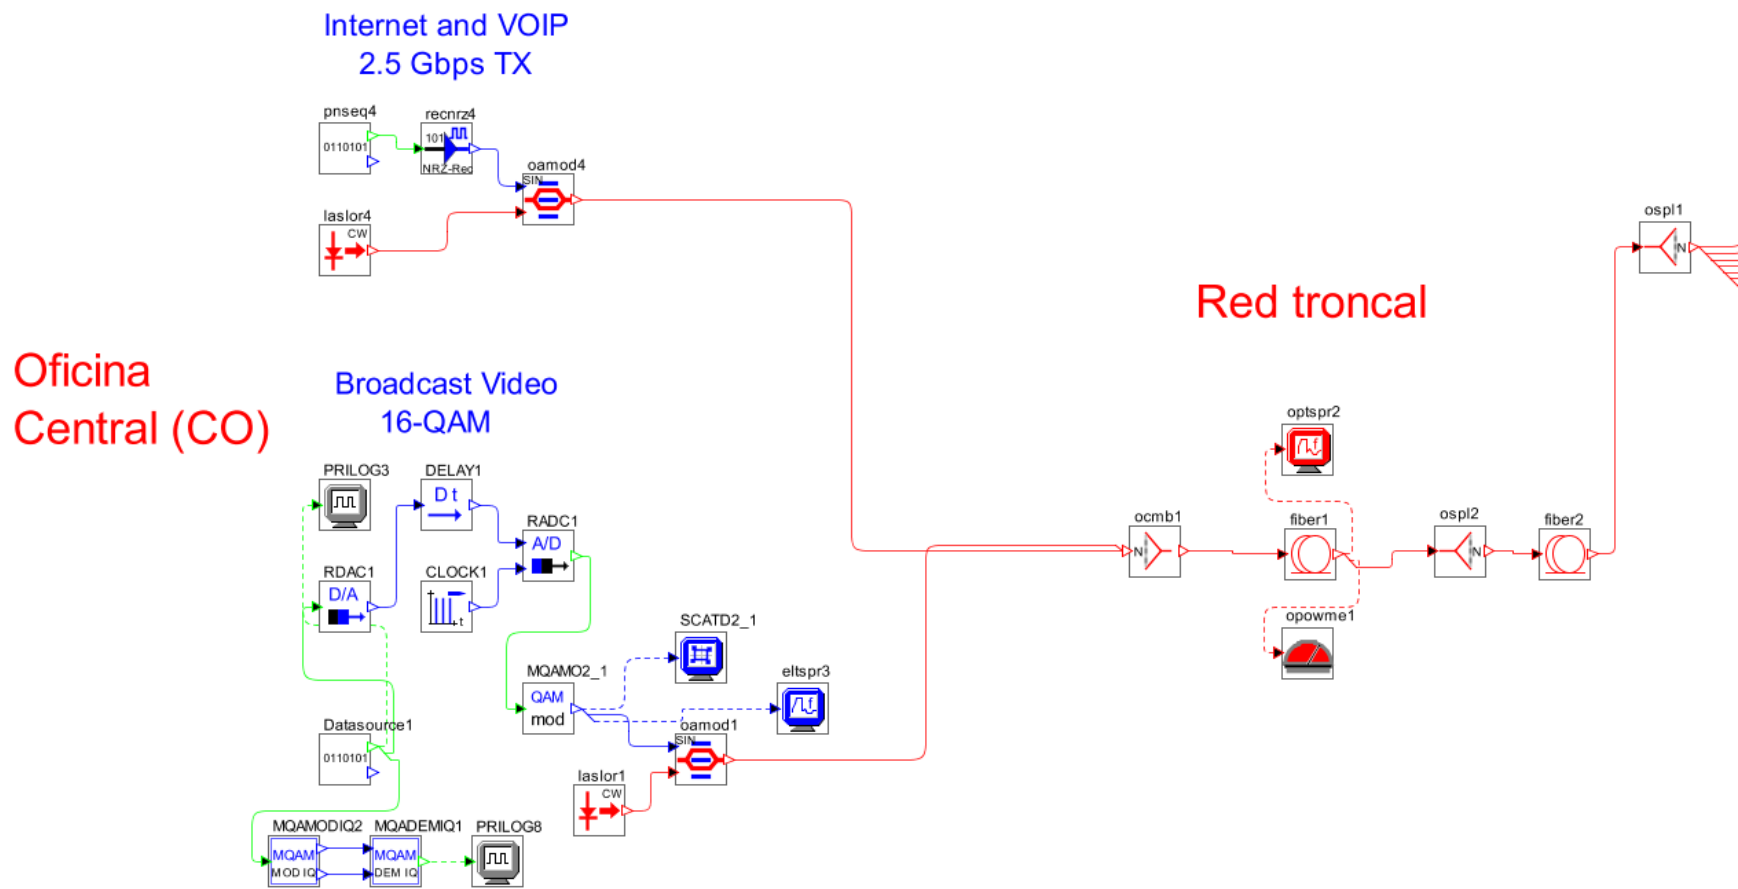 Internet and VOIP
2.5 Gbps TX
pnseq4
0110101
recnrz4
101
NRZ-Rec
oamod4
SIN
laslor4
CW
ospl1
N
Red troncal
Oficina
Central (CO)
Broadcast Video
16-QAM
PRILOG3
DELAY1
D t
RADC1
A/D
RDAC1
D/A
CLOCK1
t
optspr2
f
ocmb1
N
fiber1
ospl2
N
fiber2
opowme1
SCATD2_1
MQAMO2_1
QAM
mod
eltspr3
f
Datasource1
0110101
oamod1
SIN
laslor1
CW
MQAMODIQ2
MQAM
MOD IQ
MQADEMIQ1
MQAM
DEM IQ
PRILOG8